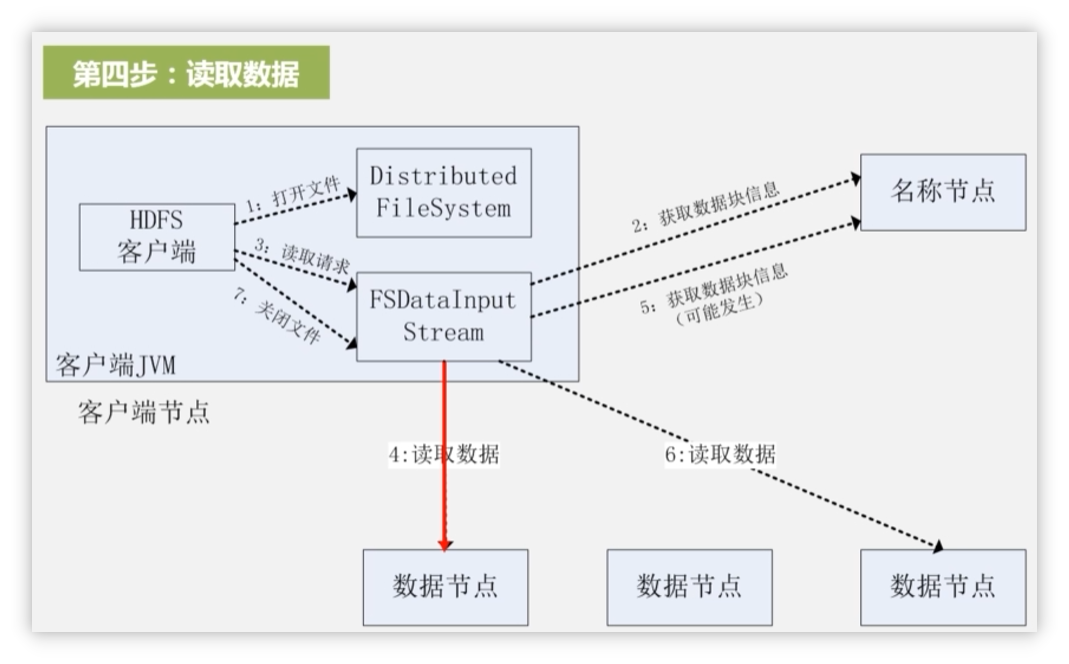 第四步：读取数据
Distributed
FileSystem
1: 打开文件
HDFS
客户端
2: 获取数据块信息
名称节点
3: 读取请求
FSDataInput
Stream
5: 获取数据块信息
（可能发生）
7: 关闭文件
客户端JVM
客户端节点
4:读取数据
6:读取数据
数据节点
数据节点
数据节点